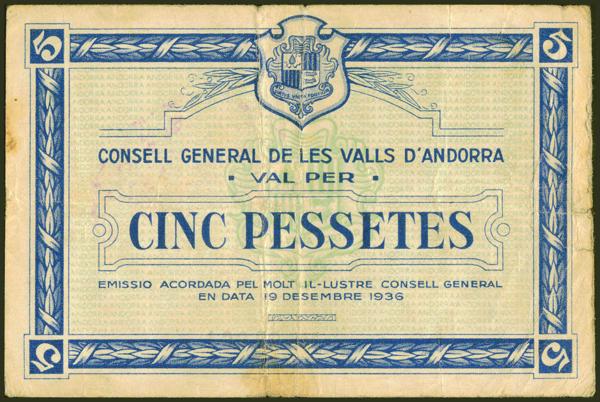 5 5
CONSELL GENERAL DE LES VALLS D'ANDORRA
· VAL PER ·
CINC PESSETES
EMISSIO ACORDADA PEL MOLT IL-LUSTRE CONSELL GENERAL
EN DATA 19 DESEMBRE 1936
5 5